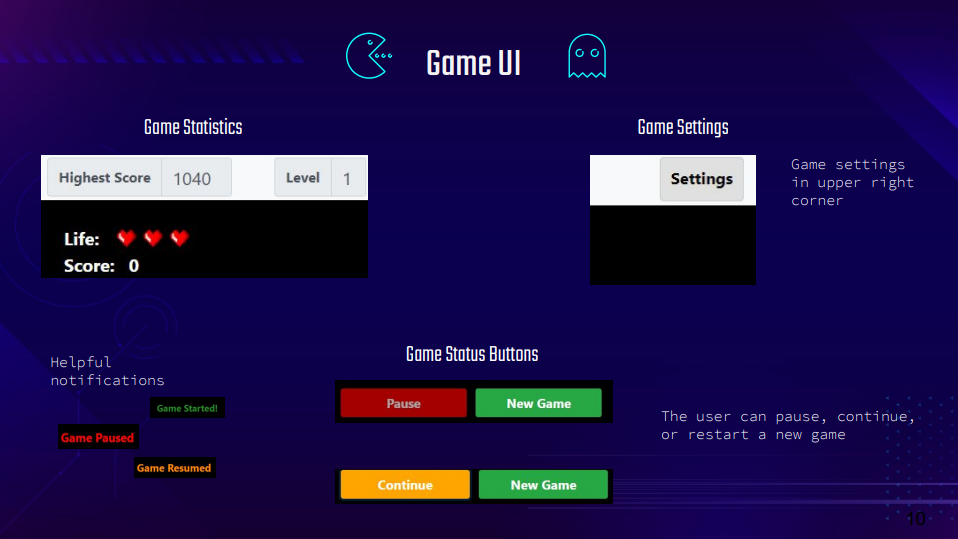 Game UI
Game Statistics
Game Settings
Highest Score 1040 Level 1
Life:
Score: 0
Settings
Game settings
in upper right
corner
Helpful
notifications
Game Started!
Game Paused
Game Resumed
Game Status Buttons
Pause New Game
Continue New Game
The user can pause, continue,
or restart a new game
10